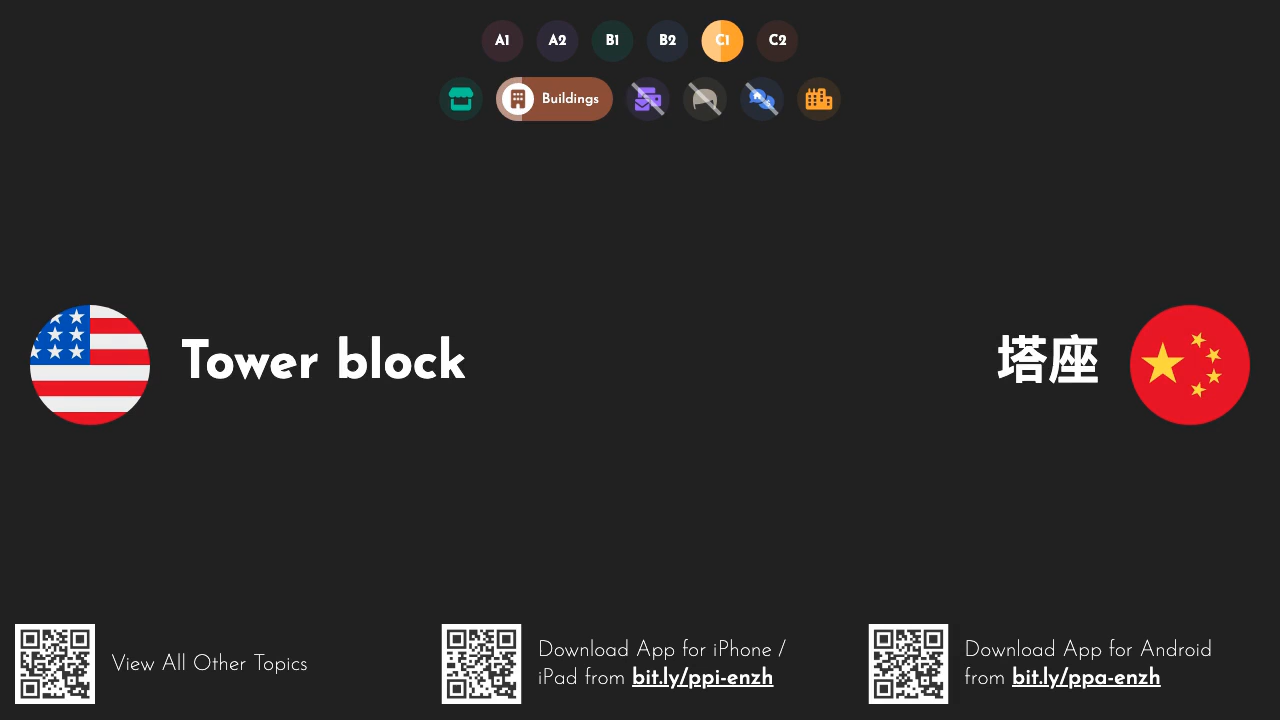 A1 A2 B1 B2 C1 C2
Buildings
Tower block
塔座
View All Other Topics
Download App for iPhone /
iPad from bit.ly/ppi-enzh
Download App for Android
from bit.ly/ppa-enzh